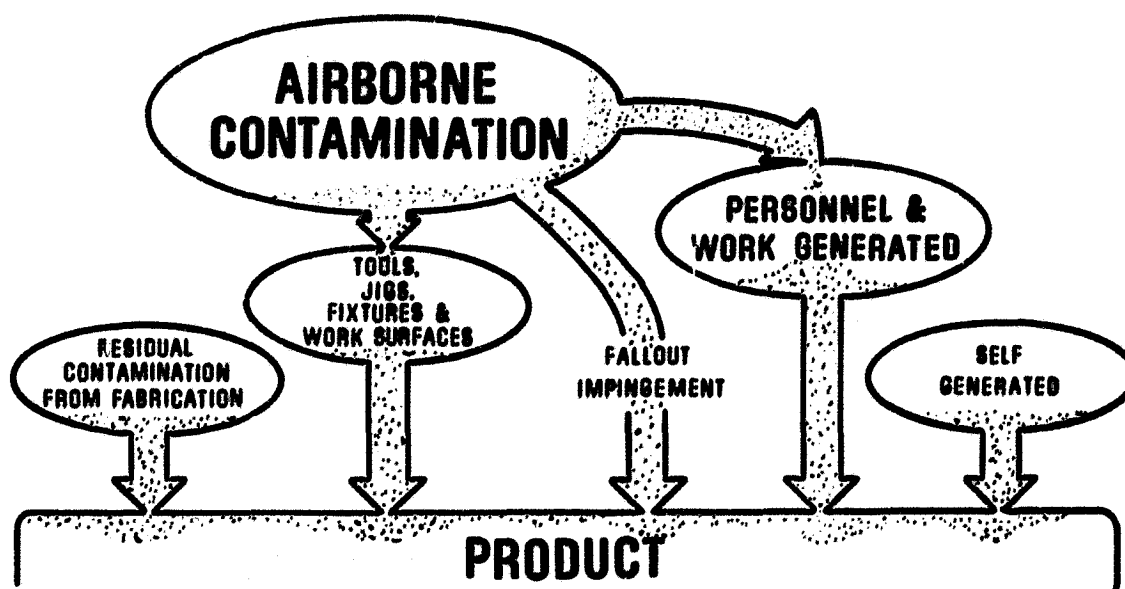 AIRBORNE
CONTAMINATION
PERSONNEL &
WORK GENERATED
TOOLS,
JIGS,
FIXTURES &
WORK SURFACES
RESIDUAL
CONTAMINATION
FROM FABRICATION
FALLOUT
IMPINGEMENT
SELF
GENERATED
PRODUCT